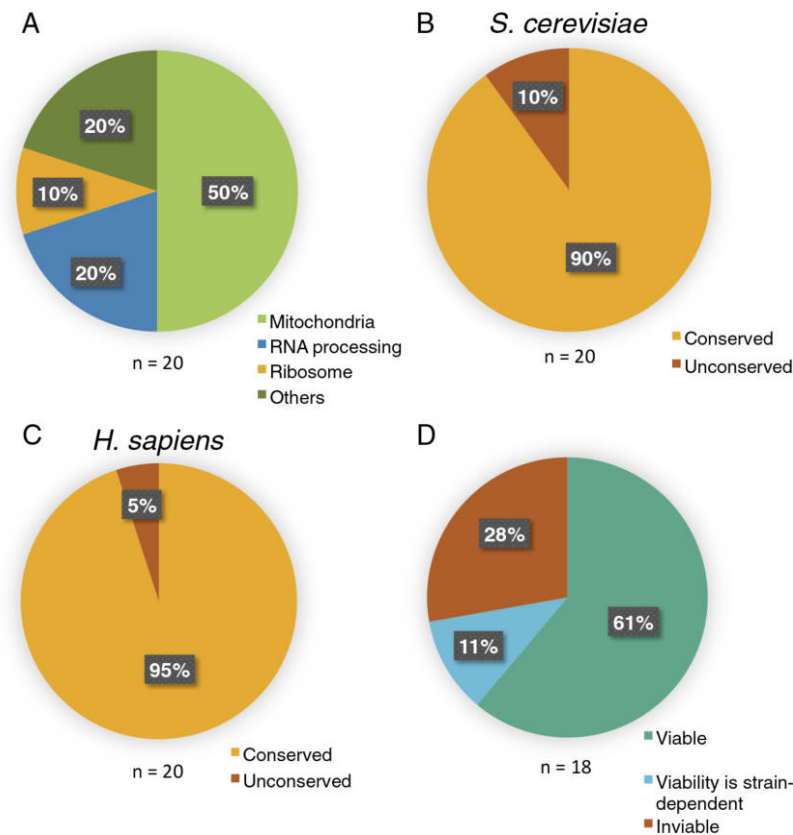 A
20%
10%
50%
20%
Mitochondria
RNA processing
Ribosome
Others
n = 20
B
S. cerevisiae
10%
90%
Conserved
Unconserved
n = 20
C
H. sapiens
5%
95%
Conserved
Unconserved
n = 20
D
28%
61%
11%
Viable
Viability is strain-
dependent
Inviable
n = 18